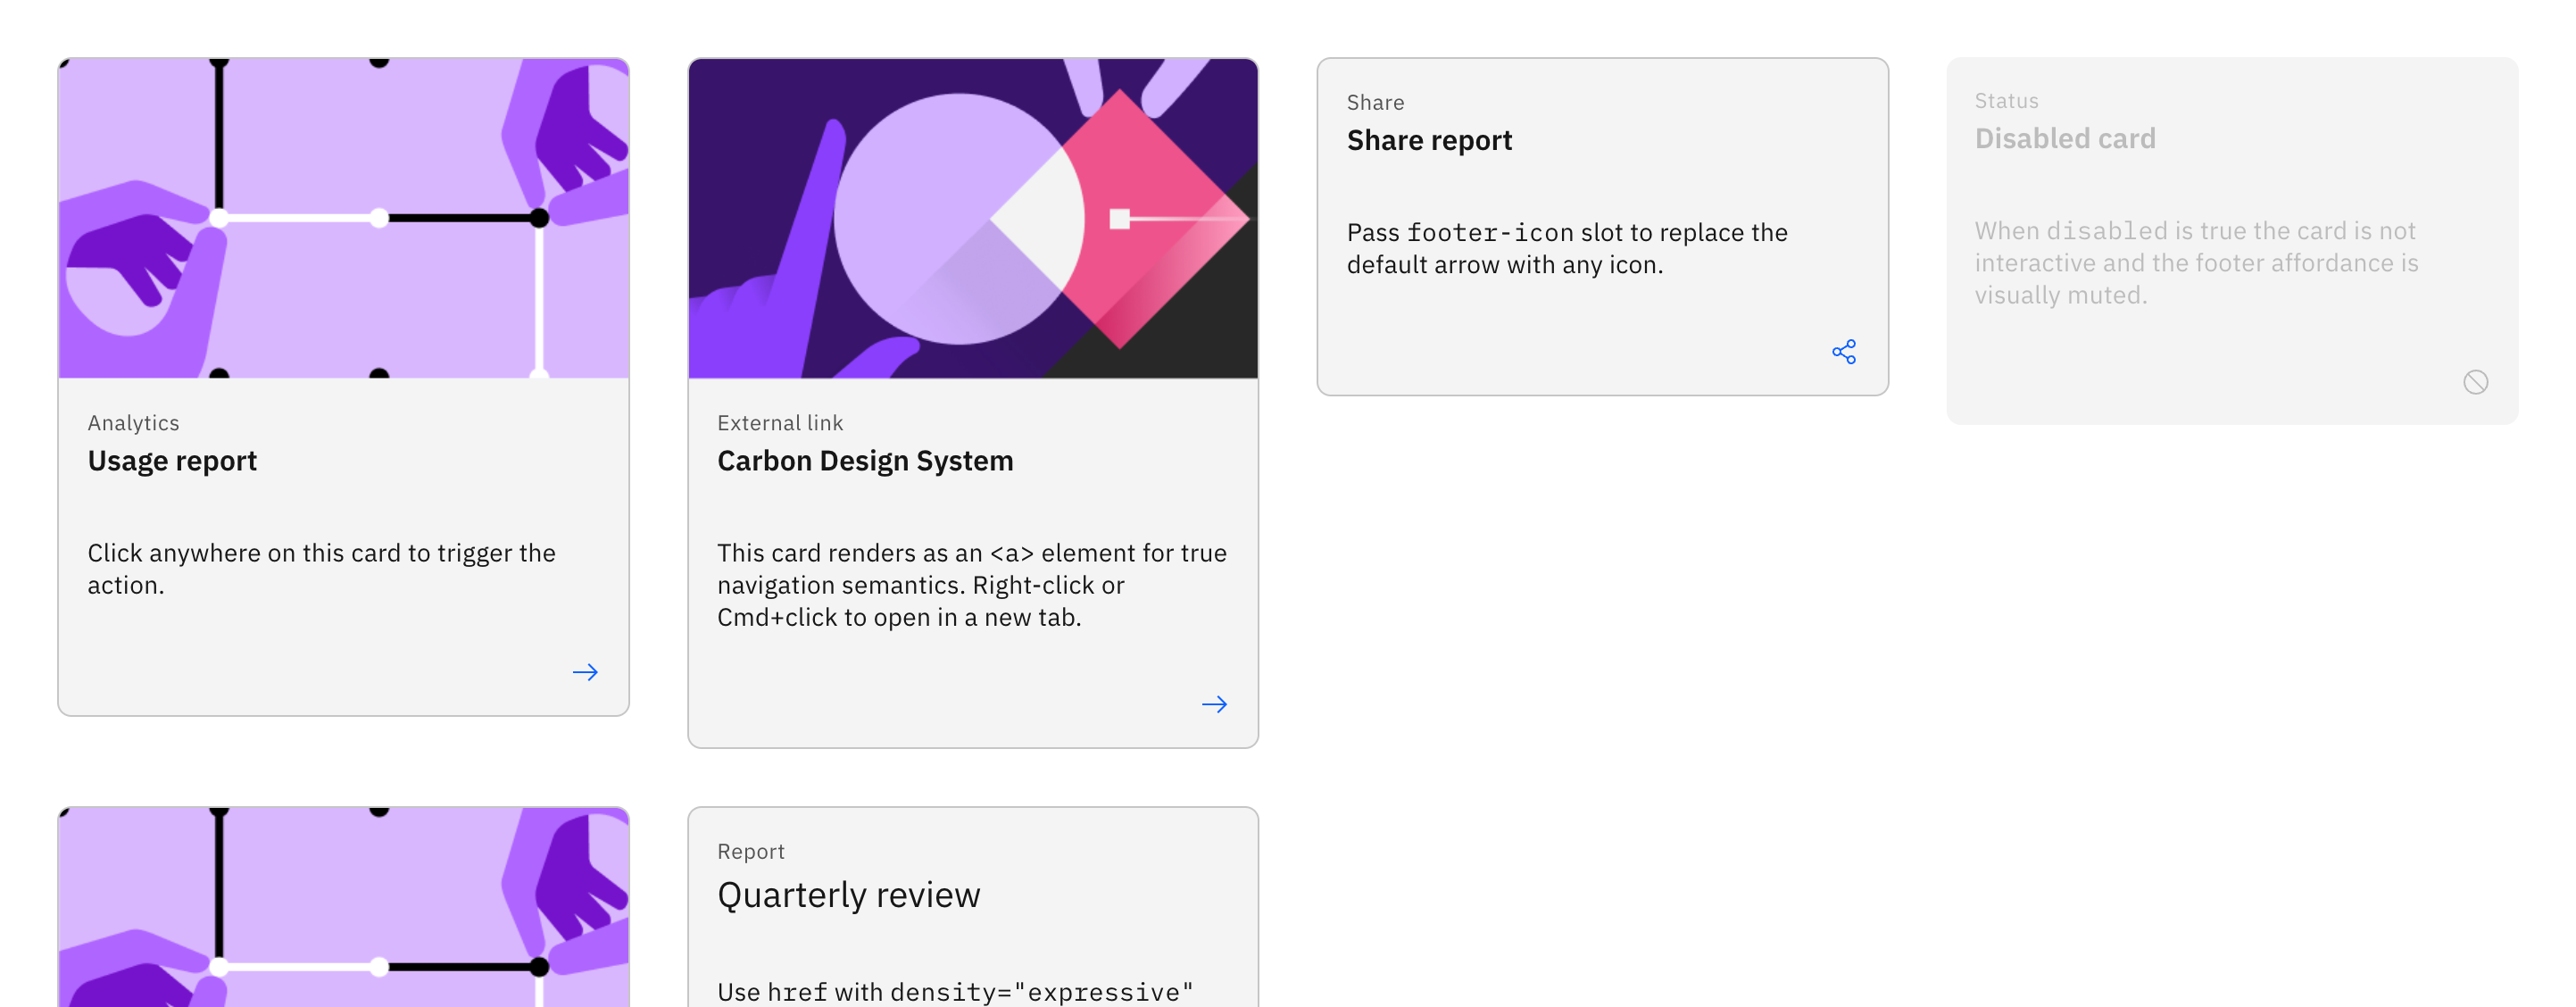 Analytics
Usage report
Click anywhere on this card to trigger the
action.
External link
Carbon Design System
This card renders as an <a> element for true
navigation semantics. Right-click or
Cmd+click to open in a new tab.
Share
Share report
Pass footer-icon slot to replace the
default arrow with any icon.
Status
Disabled card
When disabled is true the card is not
interactive and the footer affordance is
visually muted.
Report
Quarterly review
Use href with density="expressive"